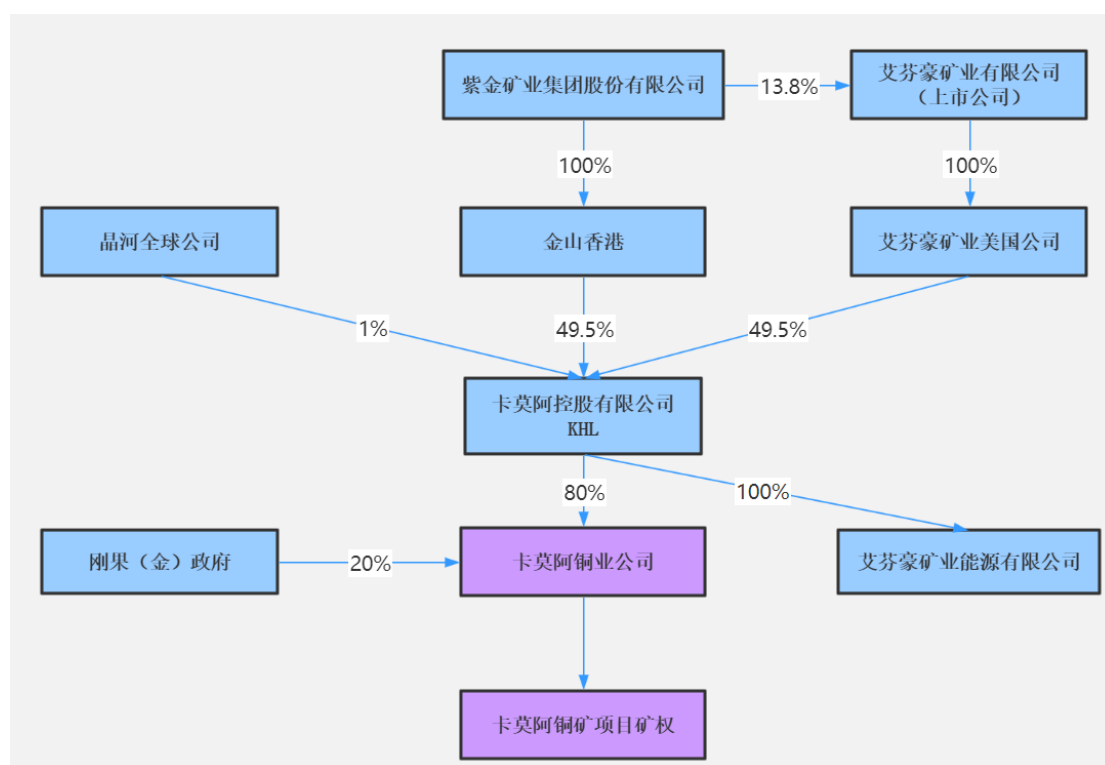 紫金矿业集团股份有限公司
13.8%
艾芬豪矿业有限公司
（上市公司）
100%
100%
晶河全球公司
金山香港
艾芬豪矿业美国公司
1%
49.5%
49.5%
卡莫阿控股有限公司
KHL
80%
100%
刚果（金）政府
20%
卡莫阿铜业公司
艾芬豪矿业能源有限公司
卡莫阿铜矿项目矿权